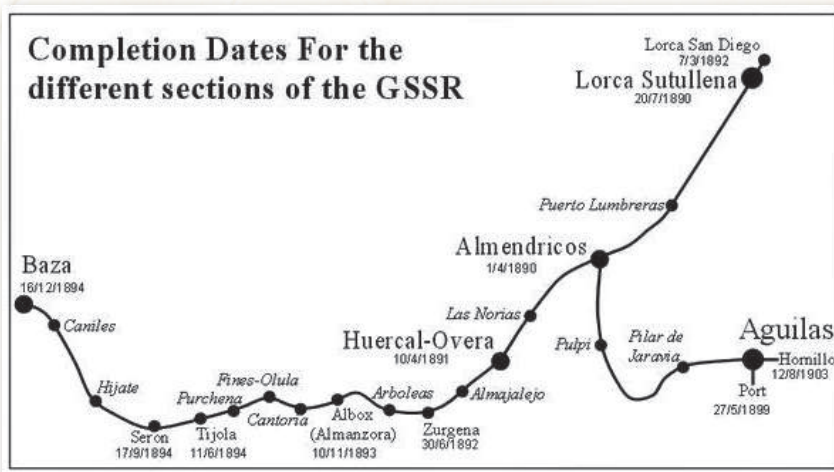 Completion Dates For the
different sections of the GSSR
Lorca San Diego
7/3/1892
Lorca Sutullena
20/7/1890
Puerto Lumbreras
Almendricos
1/4/1890
Baza
16/12/1894
Caniles
Las Norias
Huercal-Overa
10/4/1891
Pulpi
Pilar de
Jaravia
Aguilas
Hornillo
12/8/1903
Port
27/5/1899
Hijate
Fines-Olula
Purchena
Arboleas
Almajalejo
Cantoria
Seron
17/9/1894
Tijola
11/6/1894
Albox
(Almanzora)
10/11/1893
Zurgena
30/6/1892